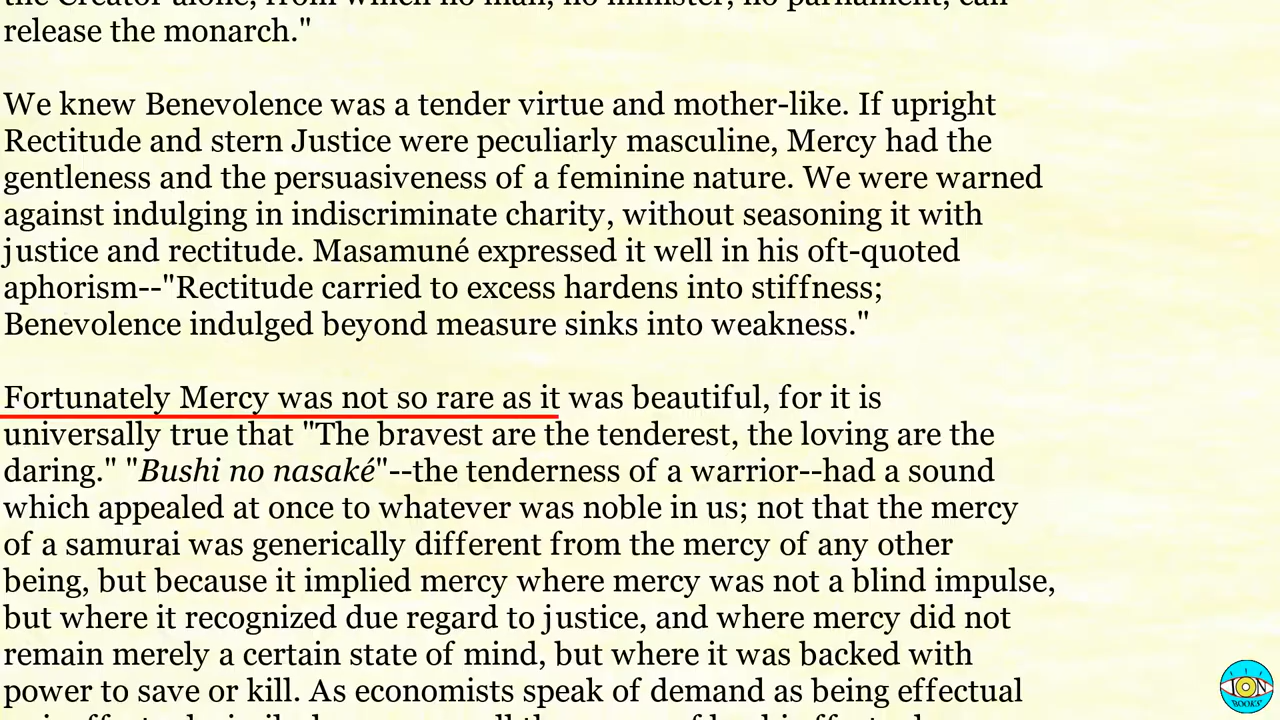 release the monarch."
We knew Benevolence was a tender virtue and mother-like. If upright
Rectitude and stern Justice were peculiarly masculine, Mercy had the
gentleness and the persuasiveness of a feminine nature. We were warned
against indulging in indiscriminate charity, without seasoning it with
justice and rectitude. Masamuné expressed it well in his oft-quoted
aphorism--"Rectitude carried to excess hardens into stiffness;
Benevolence indulged beyond measure sinks into weakness."
Fortunately Mercy was not so rare as it was beautiful, for it is
universally true that "The bravest are the tenderest, the loving are the
daring." "Bushi no nasaké"--the tenderness of a warrior--had a sound
which appealed at once to whatever was noble in us; not that the mercy
of a samurai was generically different from the mercy of any other
being, but because it implied mercy where mercy was not a blind impulse,
but where it recognized due regard to justice, and where mercy did not
remain merely a certain state of mind, but where it was backed with
power to save or kill. As economists speak of demand as being effectual
ION
BOOKS